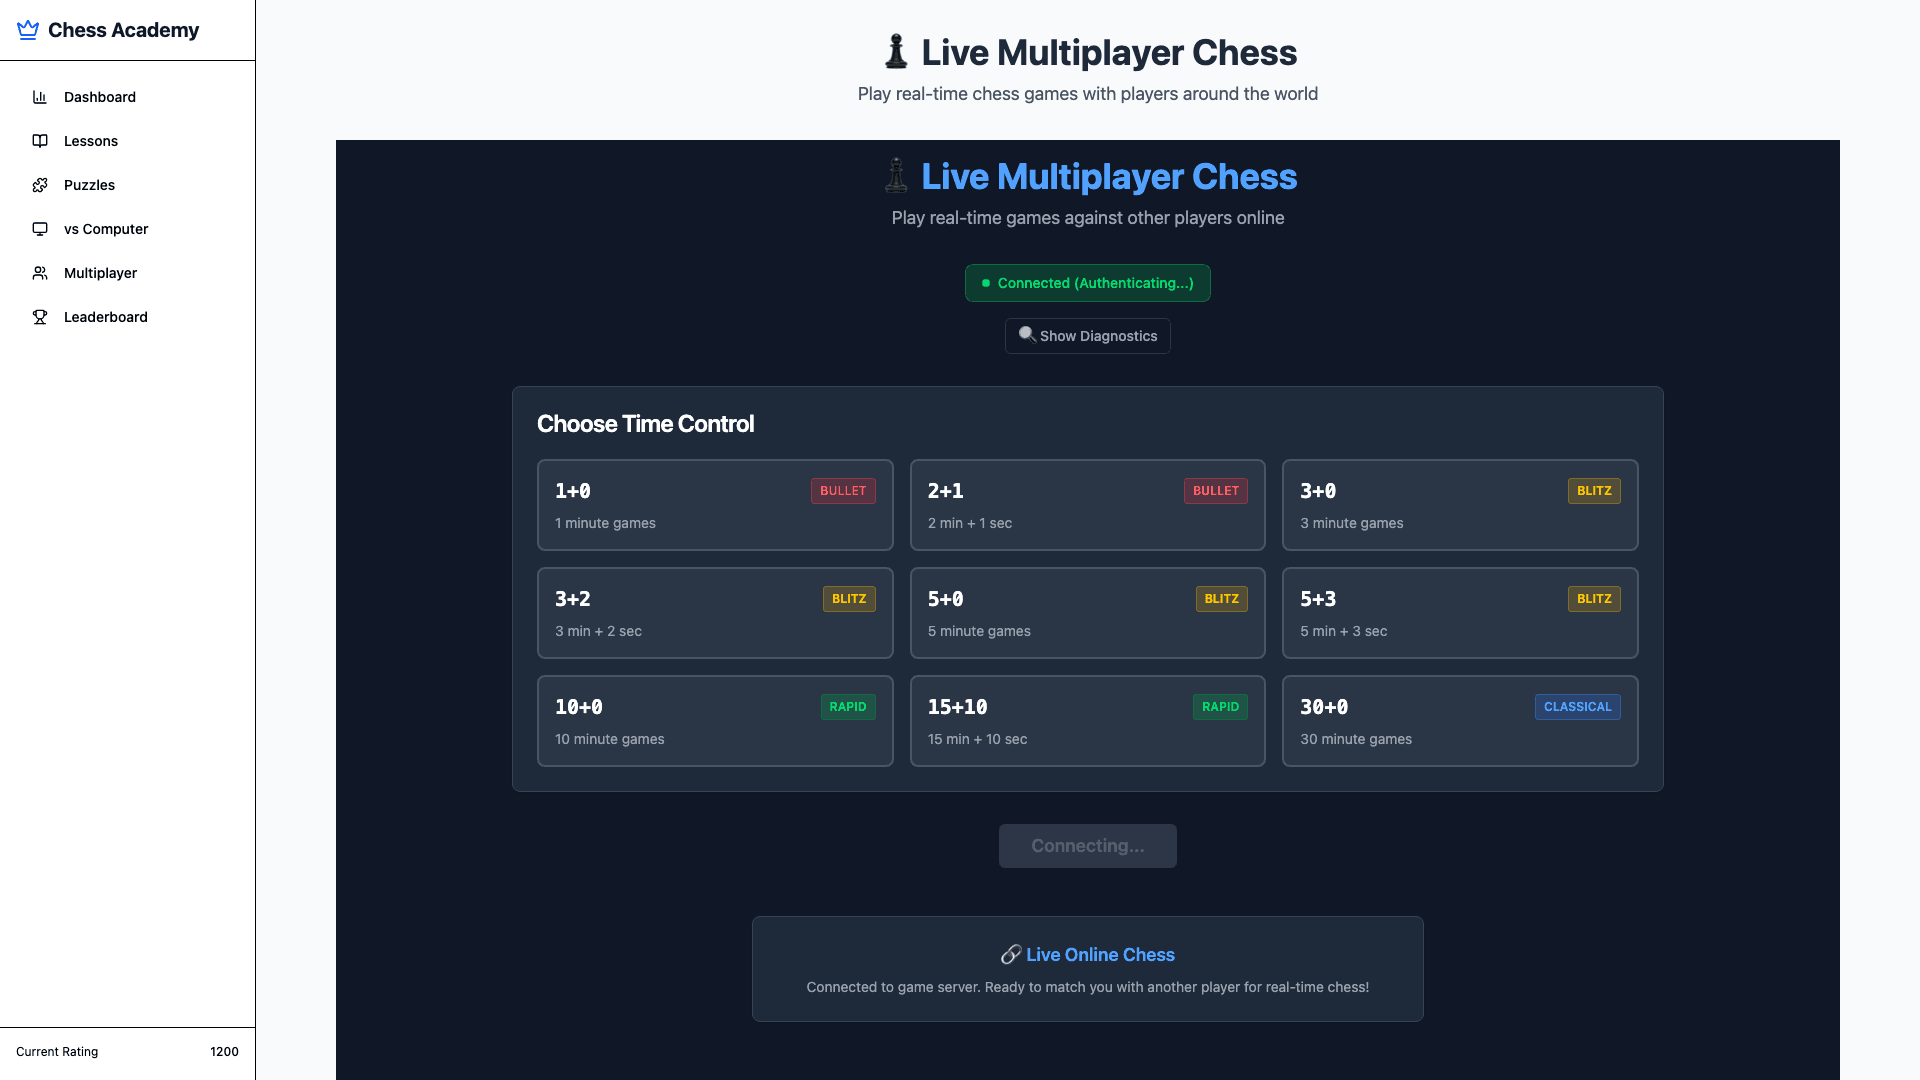 Chess Academy
Dashboard
Lessons
Puzzles
vs Computer
Multiplayer
Leaderboard
Current Rating 1200
Live Multiplayer Chess
Play real-time chess games with players around the world
Live Multiplayer Chess
Play real-time games against other players online
Connected (Authenticating...)
Show Diagnostics
Choose Time Control
1+0 BULLET
1 minute games
2+1 BULLET
2 min + 1 sec
3+0 BLITZ
3 minute games
3+2 BLITZ
3 min + 2 sec
5+0 BLITZ
5 minute games
5+3 BLITZ
5 min + 3 sec
10+0 RAPID
10 minute games
15+10 RAPID
15 min + 10 sec
30+0 CLASSICAL
30 minute games
Connecting...
Live Online Chess
Connected to game server. Ready to match you with another player for real-time chess!